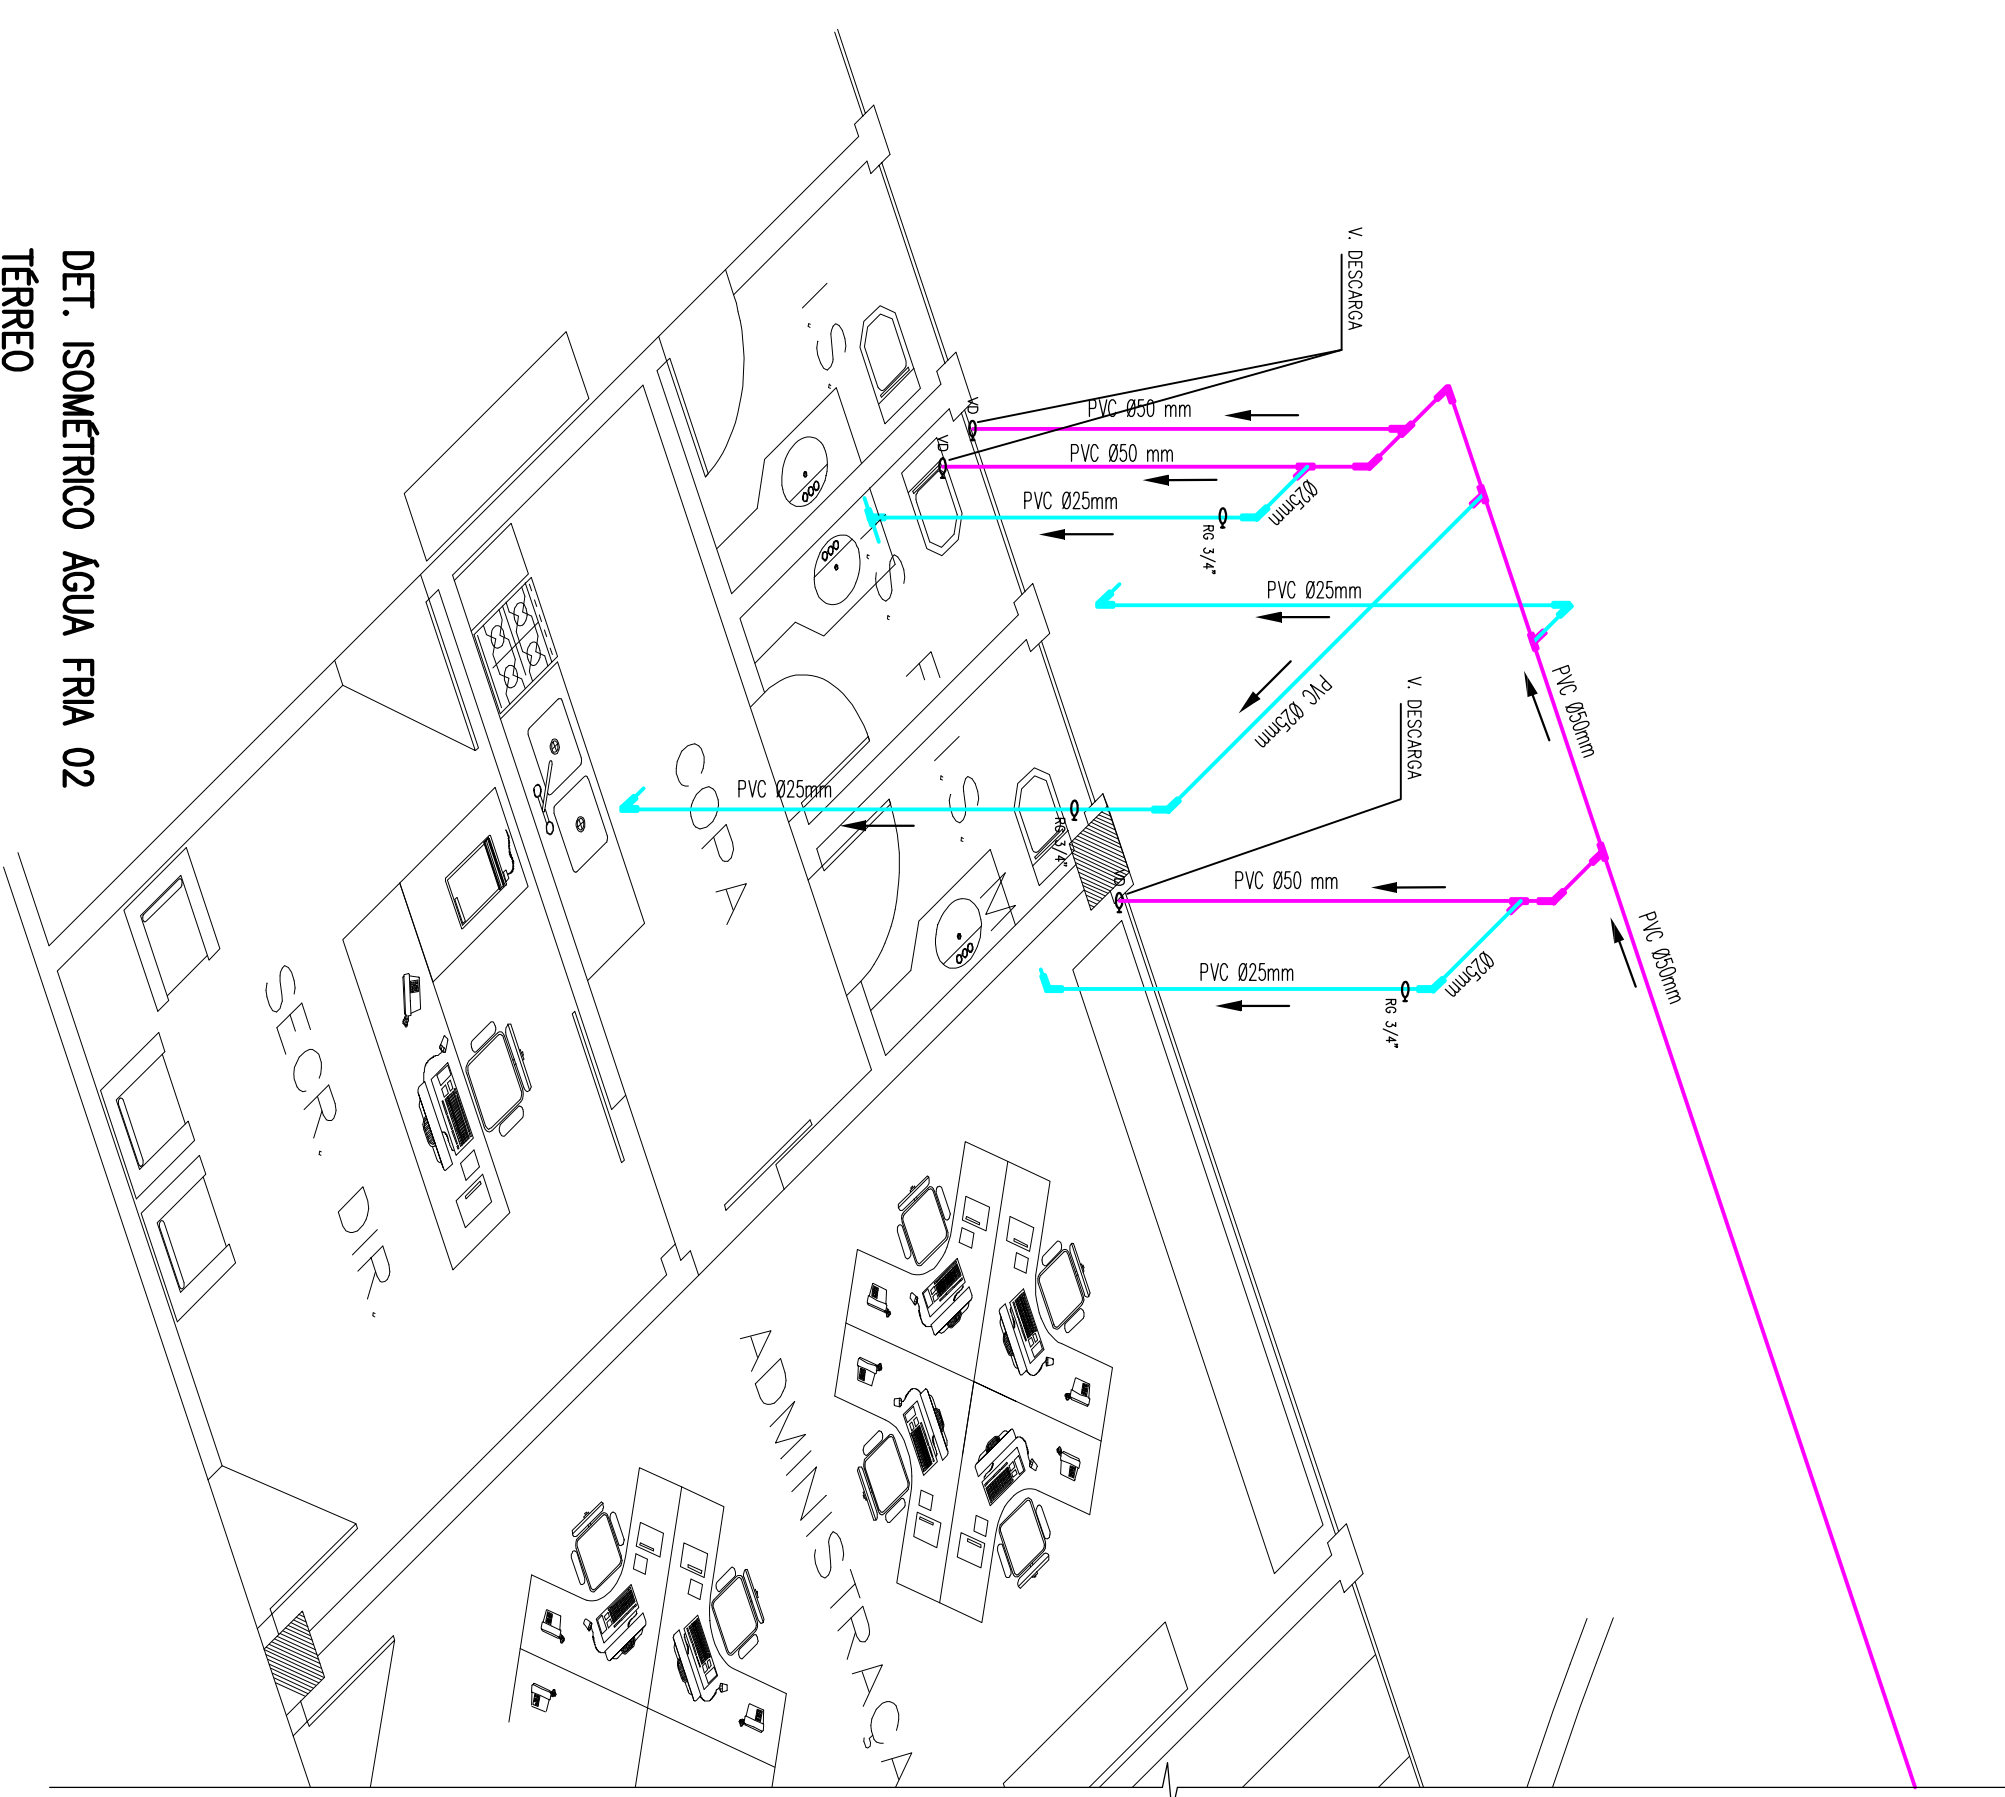 DET. ISOMÉTRICO ÁGUA FRIA 02
TÉRREO
V. DESCARGA
PVC Ø50 mm
VD
PVC Ø50 mm
VD
PVC Ø25mm
Ø25mm
RG 3/4"
PVC Ø25mm
PVC Ø25mm
PVC Ø50mm
V. DESCARGA
PVC Ø25mm
RG 3/4"
PVC Ø50 mm
VD
PVC Ø50mm
PVC Ø25mm
Ø25mm
RG 3/4"
I. S.
I. S. F
I. S. M
COPA
SECR. DIR.
ADMINISTRAÇA